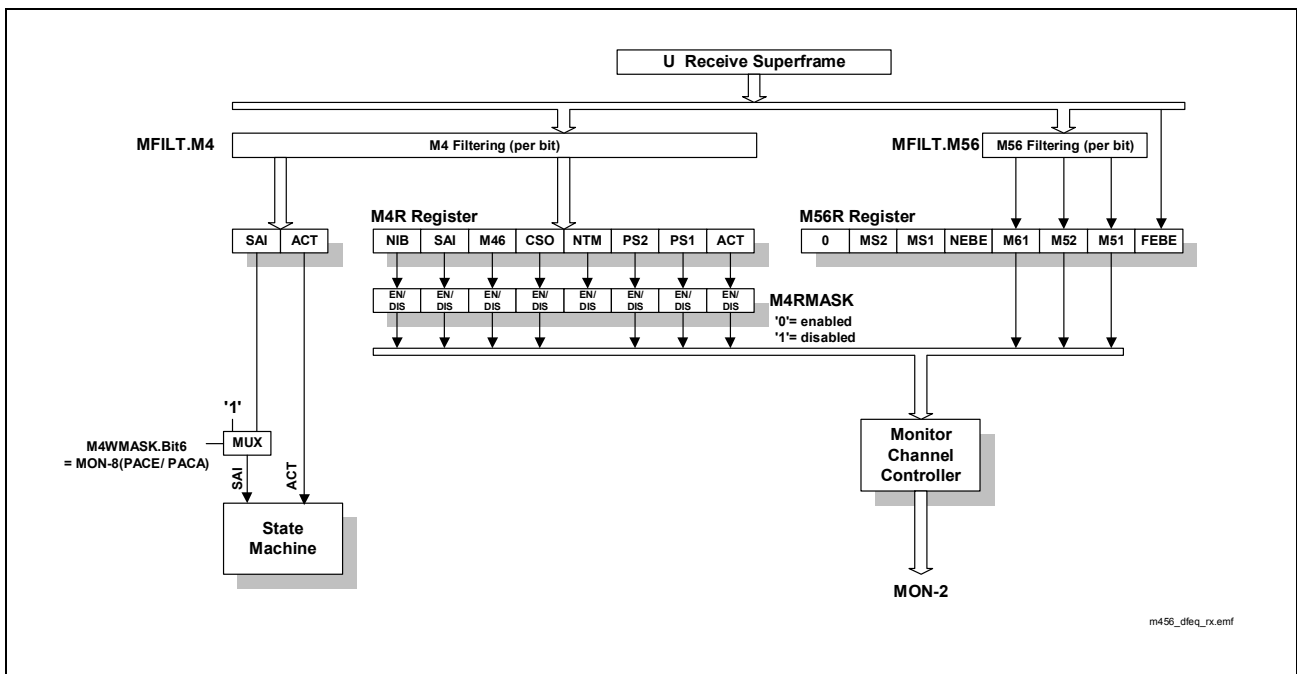 U Receive Superframe
MFILT.M4
M4 Filtering (per bit)
MFILT.M56
M56 Filtering (per bit)
M4R Register
M56R Register
SAI ACT
NIB SAI M46 CSO NTM PS2 PS1 ACT
0 MS2 MS1 NEBE M61 M52 M51 FEBE
EN/ EN/ EN/ EN/ EN/ EN/ EN/ EN/
DIS DIS DIS DIS DIS DIS DIS DIS
M4RMASK
'0'= enabled
'1'= disabled
'1'
MUX
M4WMASK.Bit6
= MON-8(PACE/ PACA)
SAI
ACT
State
Machine
Monitor
Channel
Controller
MON-2
m456_dfeq_rx.emf